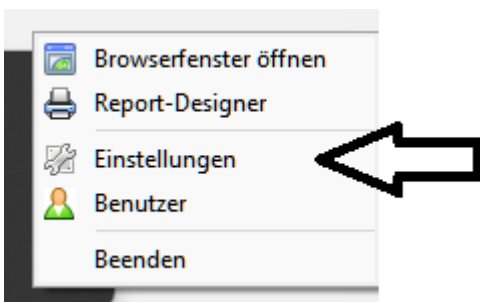 Browserfenster öffnen
Report-Designer
Einstellungen
Benutzer
Beenden